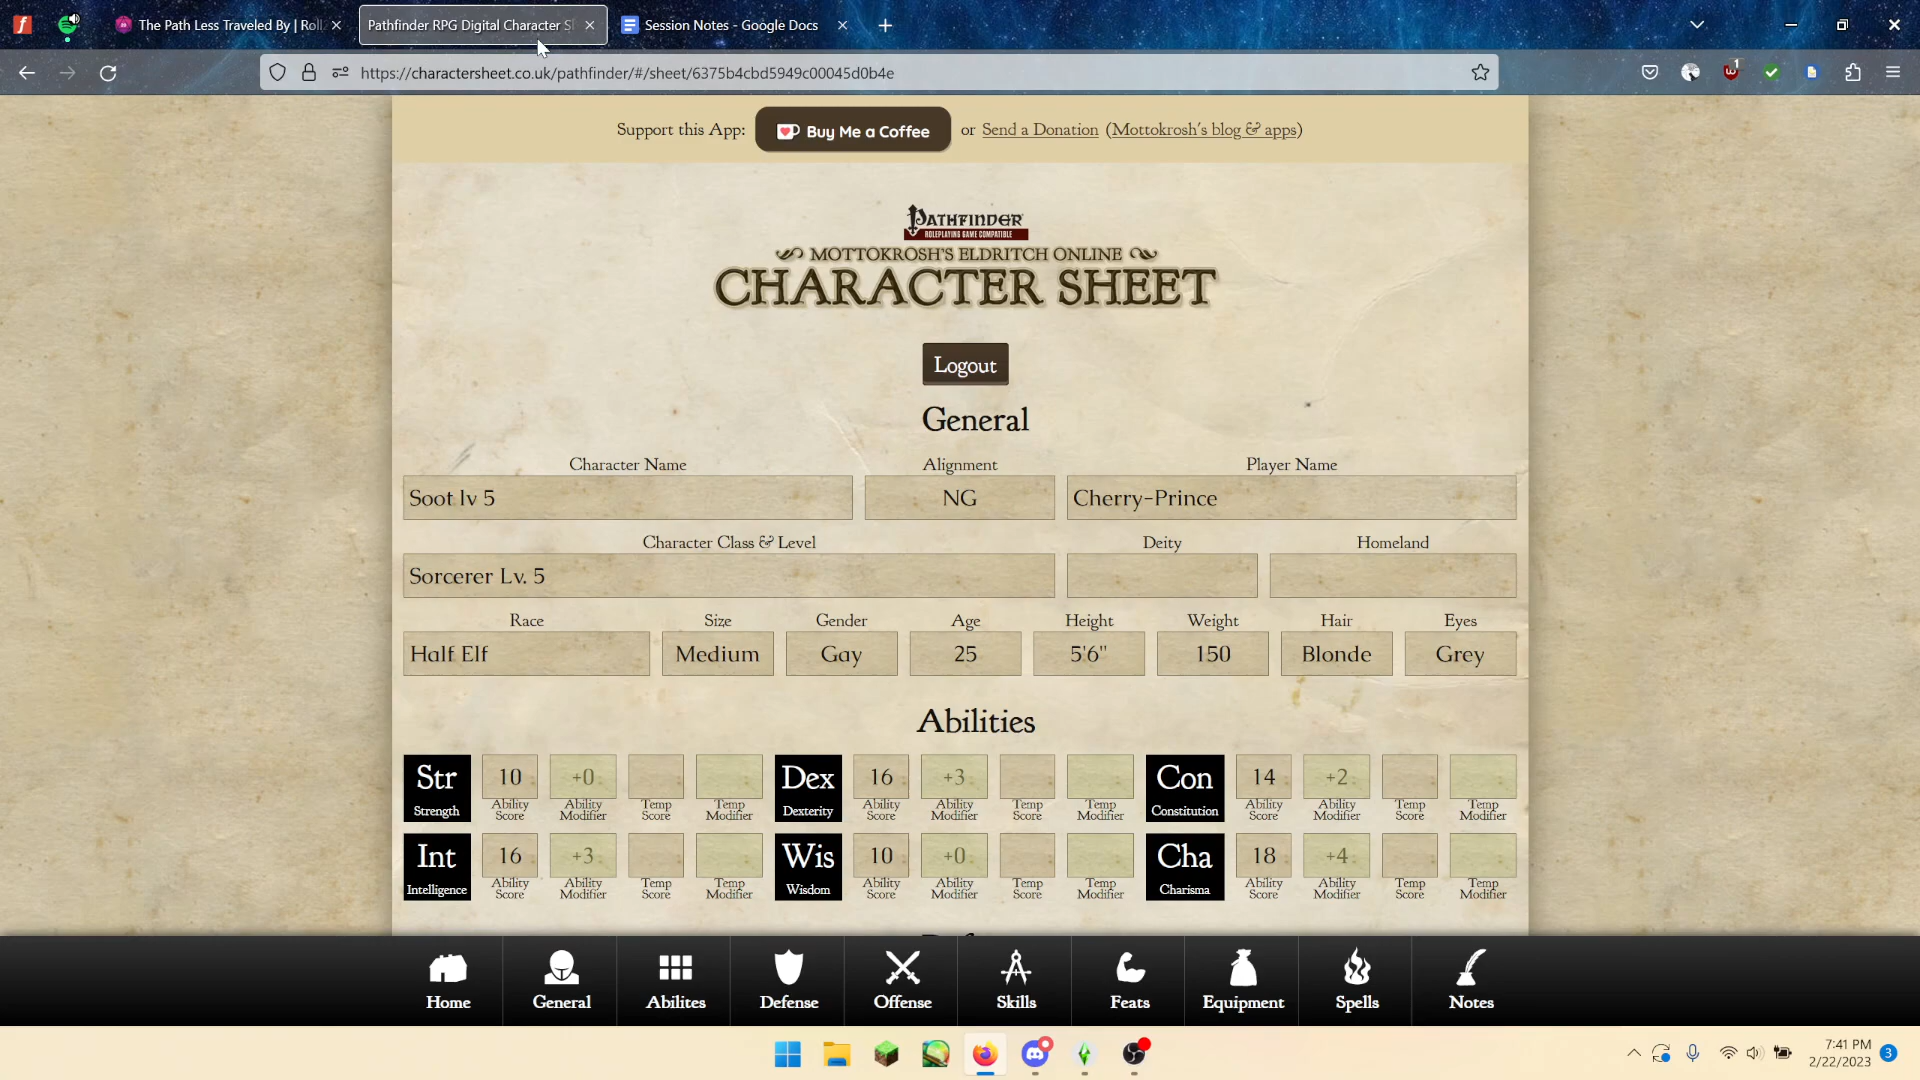 The Path Less Traveled By | Roll
Pathfinder RPG Digital Character S
Session Notes - Google Docs
https://charactersheet.co.uk/pathfinder/#/sheet/6375b4cbd5949c00045d0b4e
1
Support this App: Buy Me a Coffee or Send a Donation (Mottokrosh's blog & apps)
PATHFINDER
ROLEPLAYING GAME COMPATIBLE
MOTTOKROSH'S ELDRITCH ONLINE
CHARACTER SHEET
Logout
General
Character Name Alignment Player Name
Soot lv 5 NG Cherry-Prince
Character Class & Level Deity Homeland
Sorcerer Lv. 5
Race Size Gender Age Height Weight Hair Eyes
Half Elf Medium Gay 25 5'6" 150 Blonde Grey
Abilities
Str 10 +0 Dex 16 +3 Con 14 +2
Strength Ability Score Ability Modifier Temp Score Temp Modifier Dexterity Ability Score Ability Modifier Temp Score Temp Modifier Constitution Ability Score Ability Modifier Temp Score Temp Modifier
Int 16 +3 Wis 10 +0 Cha 18 +4
Intelligence Ability Score Ability Modifier Temp Score Temp Modifier Wisdom Ability Score Ability Modifier Temp Score Temp Modifier Charisma Ability Score Ability Modifier Temp Score Temp Modifier
Home General Abilites Defense Offense Skills Feats Equipment Spells Notes
7:41 PM
2/22/2023
3